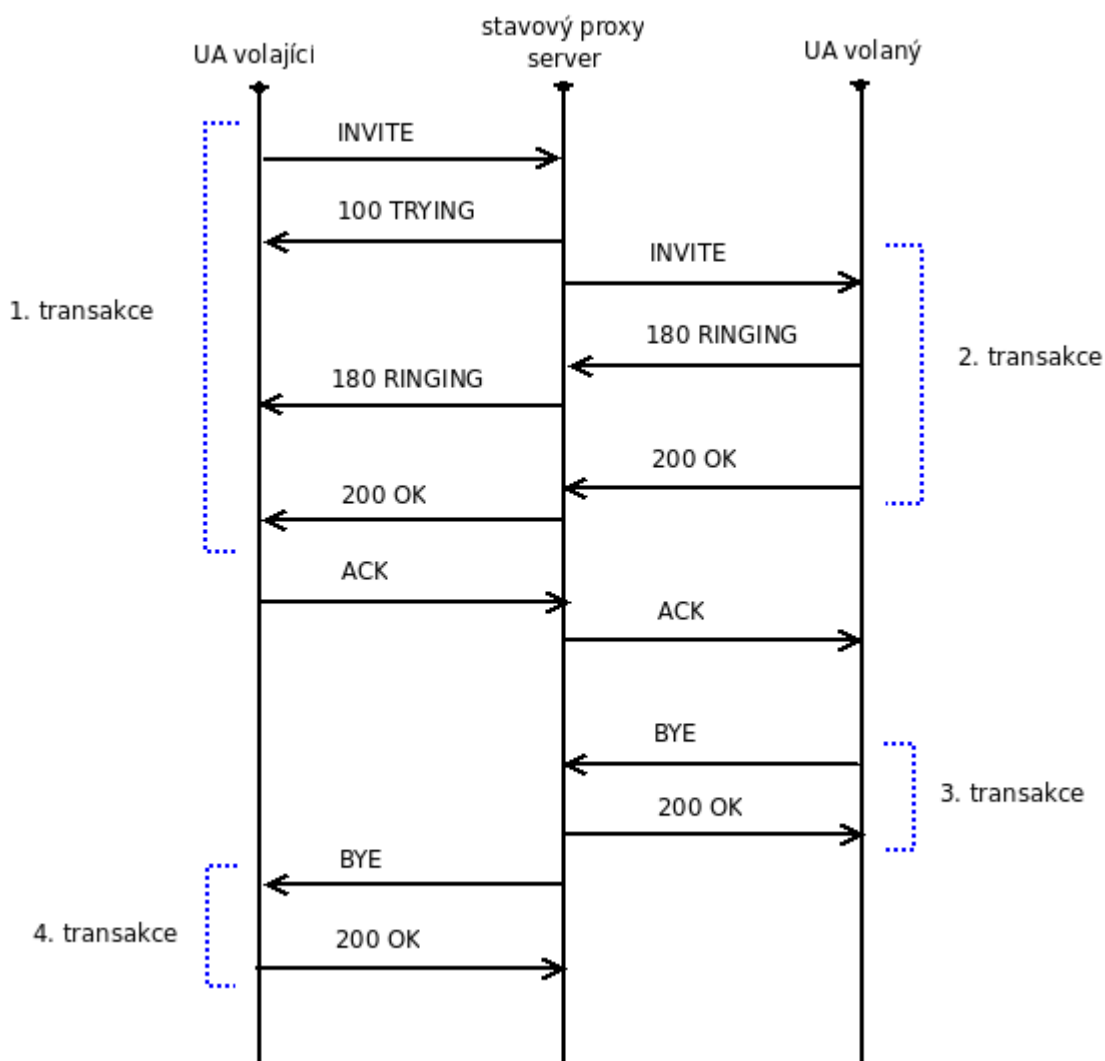 UA volajíci
stavový proxy
server
UA volaný
INVITE
100 TRYING
INVITE
1. transakce
180 RINGING
2. transakce
180 RINGING
200 OK
200 OK
ACK
ACK
BYE
3. transakce
200 OK
BYE
4. transakce
200 OK